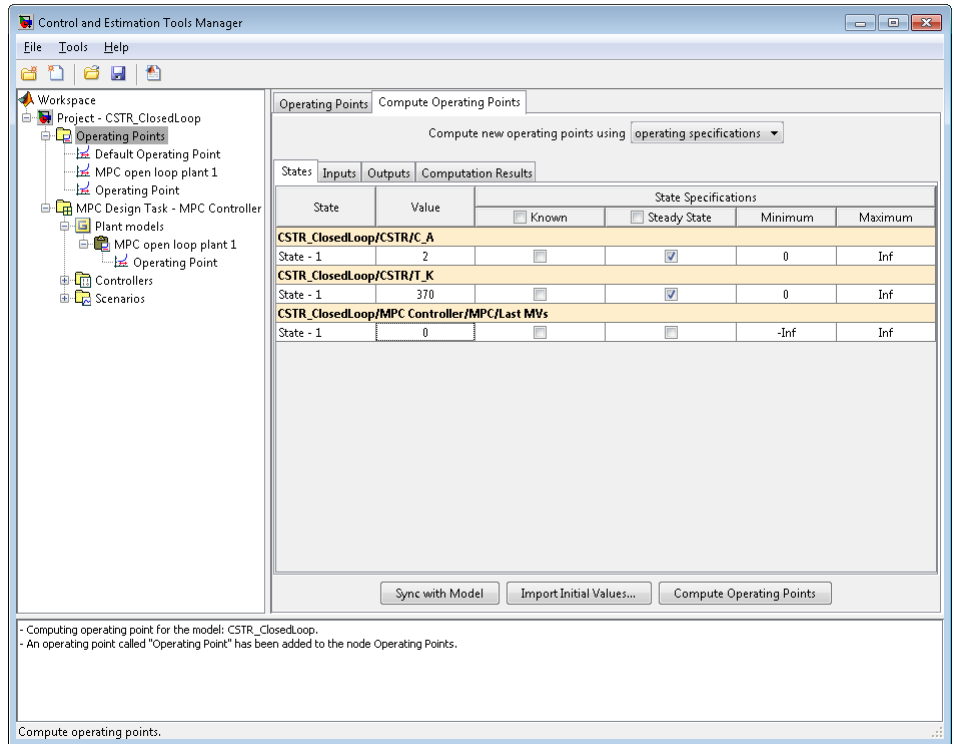 Control and Estimation Tools Manager
File Tools Help
Workspace
Project - CSTR_ClosedLoop
Operating Points
Default Operating Point
MPC open loop plant 1
Operating Point
MPC Design Task - MPC Controller
Plant models
MPC open loop plant 1
Operating Point
Controllers
Scenarios
Operating Points Compute Operating Points
Compute new operating points using operating specifications
States Inputs Outputs Computation Results
State Value State Specifications
Known Steady State Minimum Maximum
CSTR_ClosedLoop/CSTR/C_A
State - 1 2 0 Inf
CSTR_ClosedLoop/CSTR/T_K
State - 1 370 0 Inf
CSTR_ClosedLoop/MPC Controller/MPC/Last MVs
State - 1 0 -Inf Inf
Sync with Model Import Initial Values... Compute Operating Points
- Computing operating point for the model: CSTR_ClosedLoop.
- An operating point called "Operating Point" has been added to the node Operating Points.
Compute operating points.